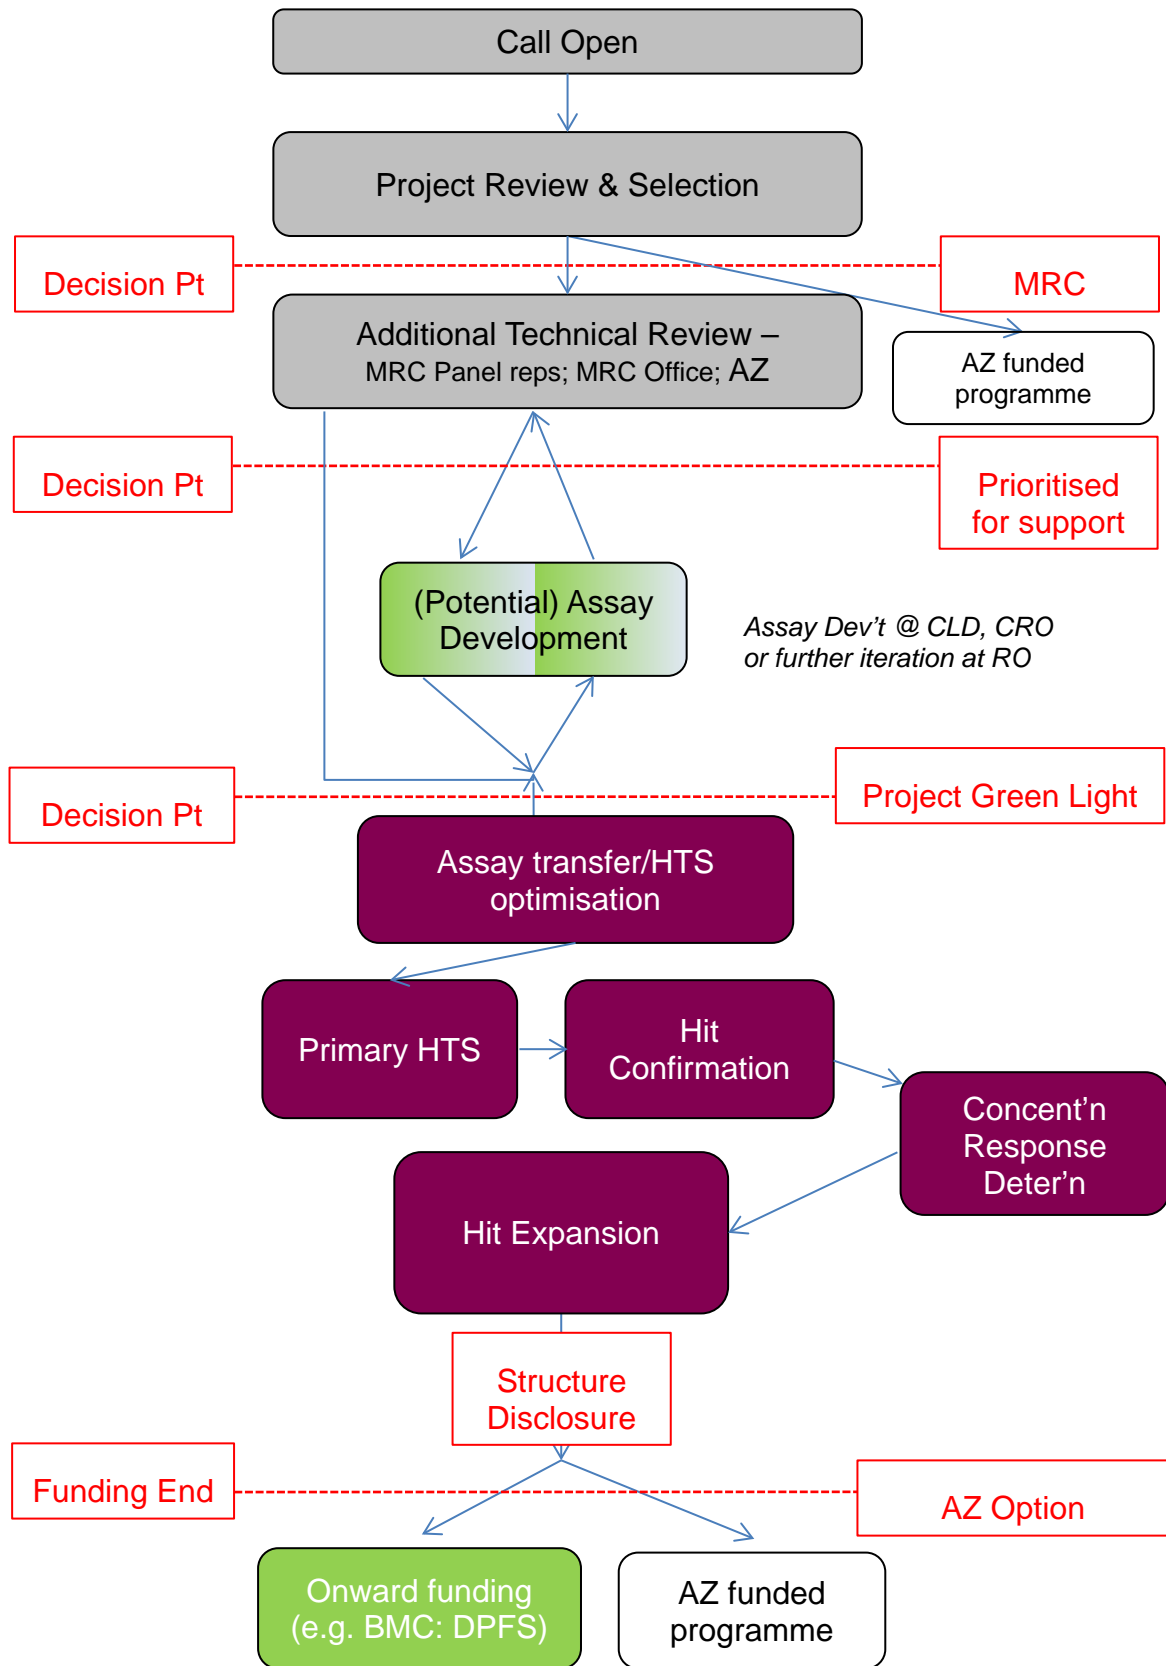 Call Open
Project Review & Selection
Decision Pt
MRC
Additional Technical Review –
MRC Panel reps; MRC Office; AZ
AZ funded
programme
Decision Pt
Prioritised
for support
(Potential) Assay
Development
Assay Dev't @ CLD, CRO
or further iteration at RO
Decision Pt
Project Green Light
Assay transfer/HTS
optimisation
Primary HTS
Hit
Confirmation
Concent’n
Response
Deter’n
Hit Expansion
Structure
Disclosure
Funding End
AZ Option
Onward funding
(e.g. BMC: DPFS)
AZ funded
programme